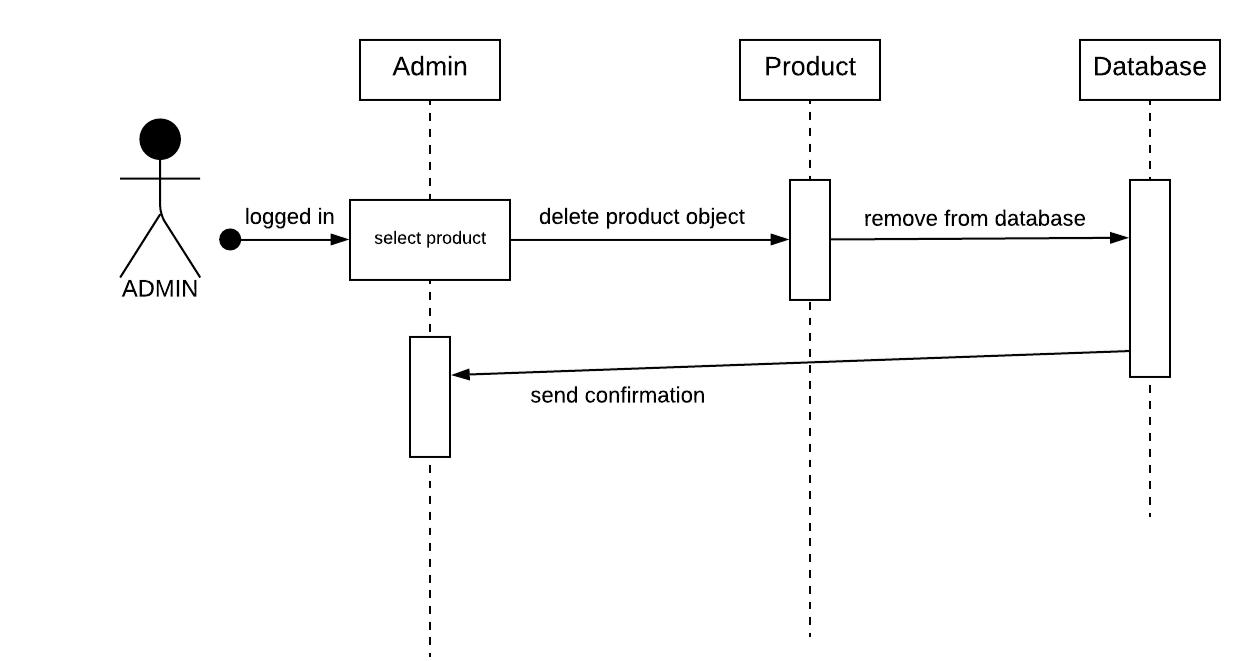 Admin
Product
Database
logged in
delete product object
remove from database
select product
ADMIN
send confirmation